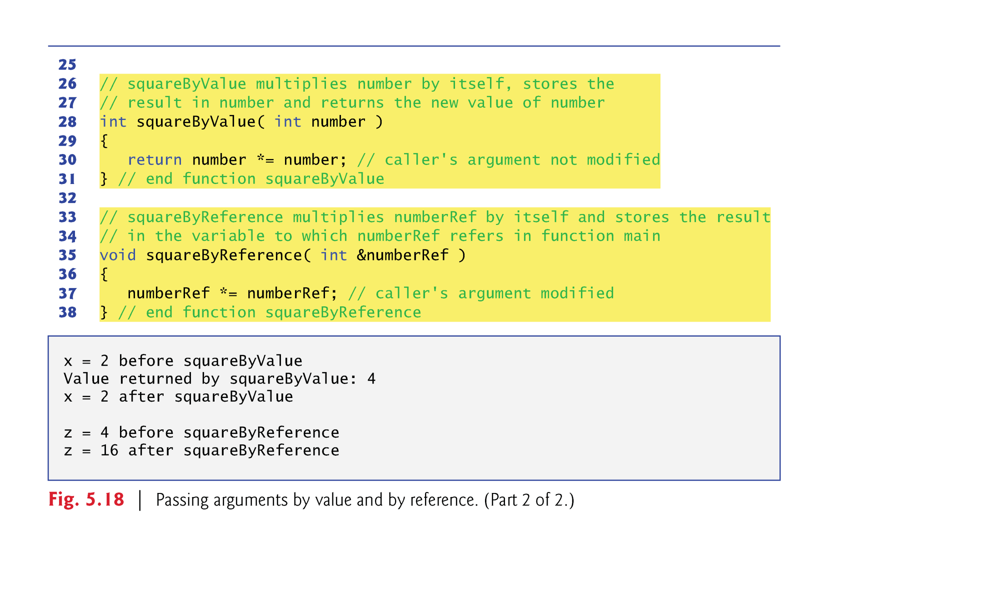 25
26 // squareByValue multiplies number by itself, stores the
27 // result in number and returns the new value of number
28 int squareByValue( int number )
29 {
30    return number *= number; // caller's argument not modified
31 } // end function squareByValue
32
33 // squareByReference multiplies numberRef by itself and stores the result
34 // in the variable to which numberRef refers in function main
35 void squareByReference( int &numberRef )
36 {
37    numberRef *= numberRef; // caller's argument modified
38 } // end function squareByReference
x = 2 before squareByValue
Value returned by squareByValue: 4
x = 2 after squareByValue
z = 4 before squareByReference
z = 16 after squareByReference
Fig. 5.18 | Passing arguments by value and by reference. (Part 2 of 2.)